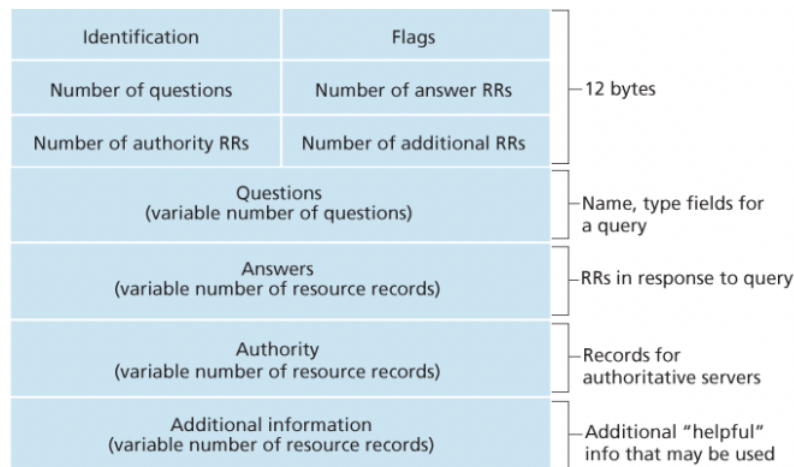 Identification
Flags
12 bytes
Number of questions
Number of answer RRs
Number of authority RRs
Number of additional RRs
Questions
(variable number of questions)
Name, type fields for
a query
Answers
(variable number of resource records)
RRs in response to query
Authority
(variable number of resource records)
Records for
authoritative servers
Additional information
(variable number of resource records)
Additional “helpful”
info that may be used